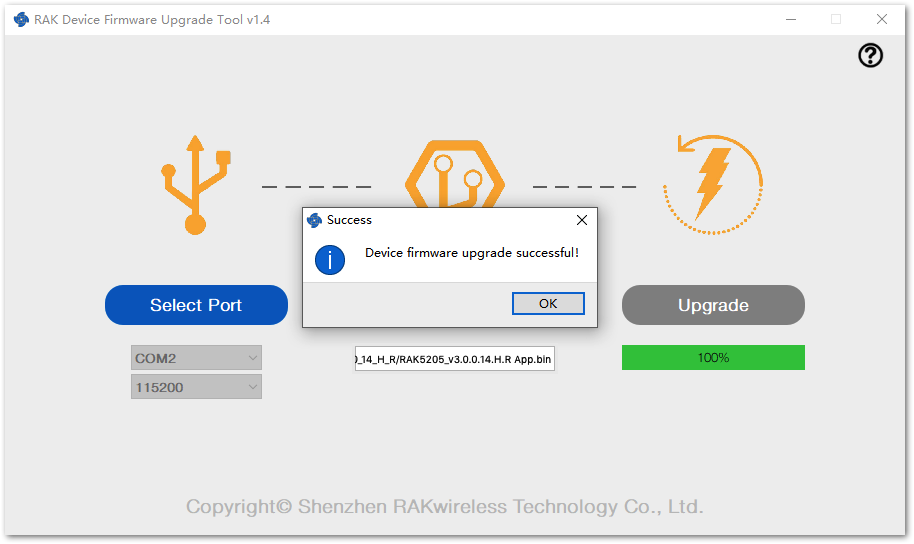 RAK Device Firmware Upgrade Tool v1.4
Success
Device firmware upgrade successful!
OK
Select Port
Upgrade
COM2
115200
_14_H_R/RAK5205_v3.0.0.14.H.R App.bin
100%
Copyright© Shenzhen RAKwireless Technology Co., Ltd.